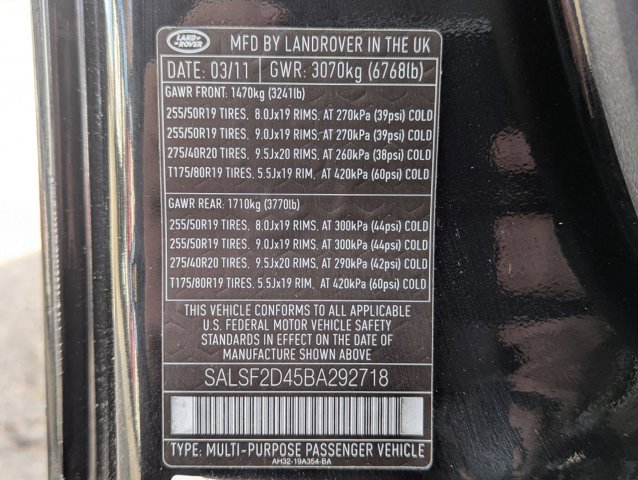 LAND
ROVER
MFD BY LANDROVER IN THE UK
DATE: 03/11 GWR: 3070kg (6768lb)
GAWR FRONT: 1470kg (3241lb)
255/50R19 TIRES, 8.0Jx19 RIMS, AT 270kPa (39psi) COLD
255/50R19 TIRES, 9.0Jx19 RIMS, AT 270kPa (39psi) COLD
275/40R20 TIRES, 9.5Jx20 RIMS, AT 260kPa (38psi) COLD
T175/80R19 TIRES, 5.5Jx19 RIM, AT 420kPa (60psi) COLD
GAWR REAR: 1710kg (3770lb)
255/50R19 TIRES, 8.0Jx19 RIMS, AT 300kPa (44psi) COLD
255/50R19 TIRES, 9.0Jx19 RIMS, AT 300kPa (44psi) COLD
275/40R20 TIRES, 9.5Jx20 RIMS, AT 290kPa (42psi) COLD
T175/80R19 TIRES, 5.5Jx19 RIM, AT 420kPa (60psi) COLD
THIS VEHICLE CONFORMS TO ALL APPLICABLE
U.S. FEDERAL MOTOR VEHICLE SAFETY
STANDARDS IN EFFECT ON THE DATE OF
MANUFACTURE SHOWN ABOVE
SALSF2D45BA292718
TYPE: MULTI-PURPOSE PASSENGER VEHICLE
AH32-19A354-BA